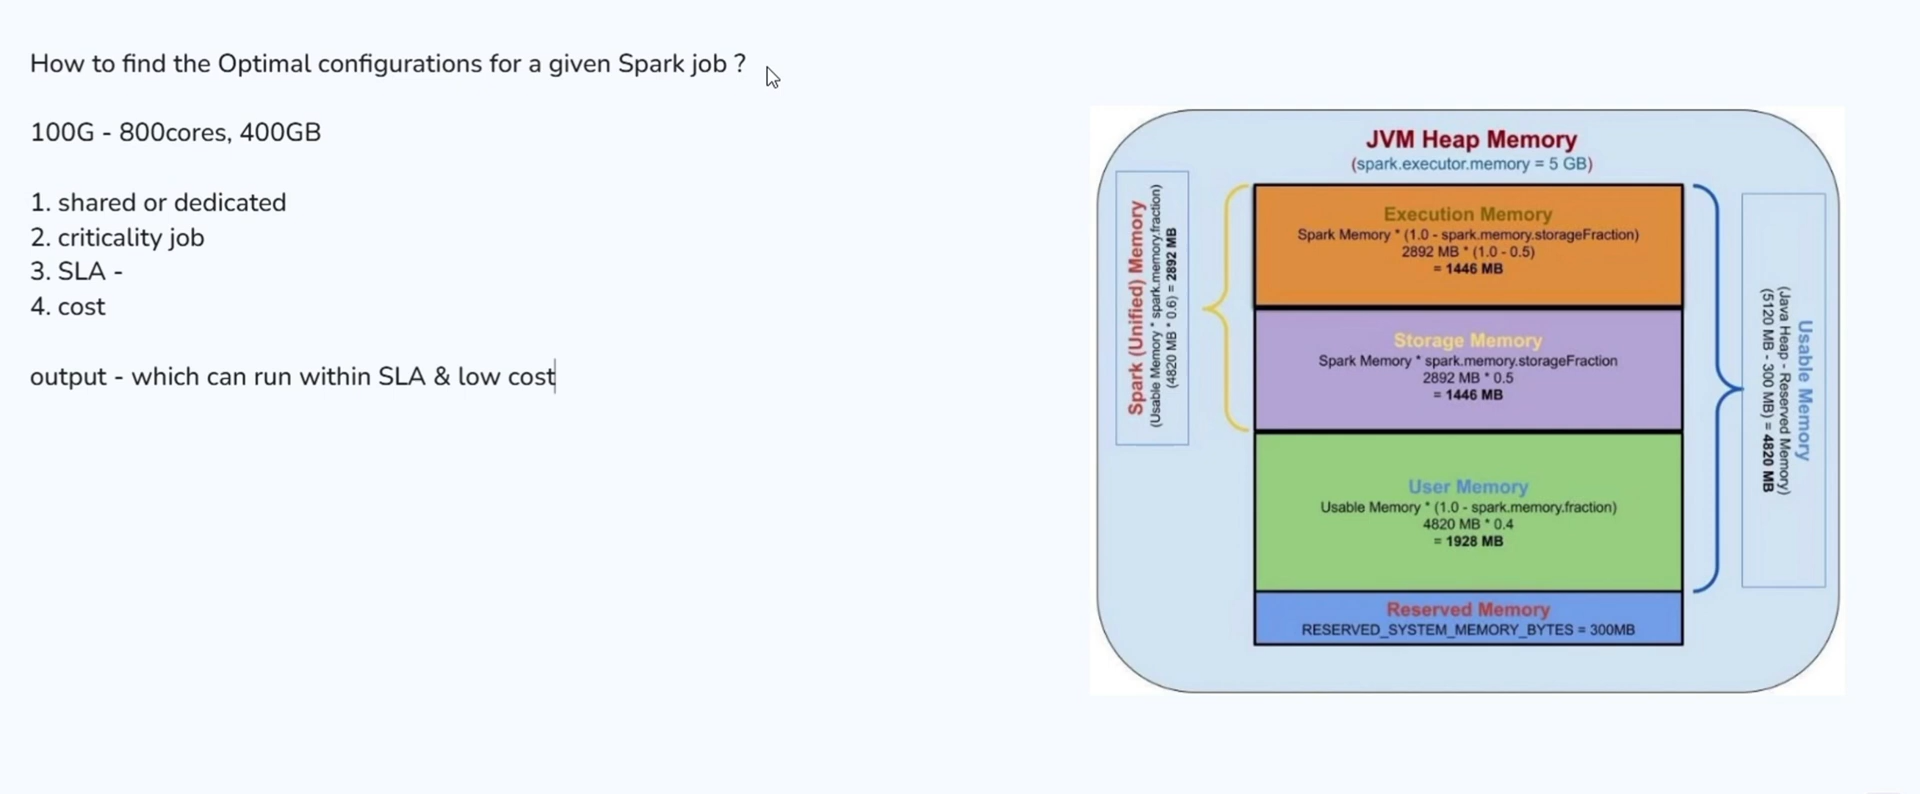 How to find the Optimal configurations for a given Spark job ?
100G - 800cores, 400GB
1. shared or dedicated
2. criticality job
3. SLA -
4. cost
output - which can run within SLA & low cost
JVM Heap Memory
(spark.executor.memory = 5 GB)
Spark (Unified) Memory
(Usable Memory * spark.memory.fraction)
(4820 MB * 0.6) = 2892 MB
Execution Memory
Spark Memory * (1.0 - spark.memory.storageFraction)
2892 MB * (1.0 - 0.5)
= 1446 MB
Storage Memory
Spark Memory * spark.memory.storageFraction
2892 MB * 0.5
= 1446 MB
User Memory
Usable Memory * (1.0 - spark.memory.fraction)
4820 MB * 0.4
= 1928 MB
Reserved Memory
RESERVED_SYSTEM_MEMORY_BYTES = 300MB
Usable Memory
(Java Heap - Reserved Memory)
(5120 MB - 300 MB) = 4820 MB